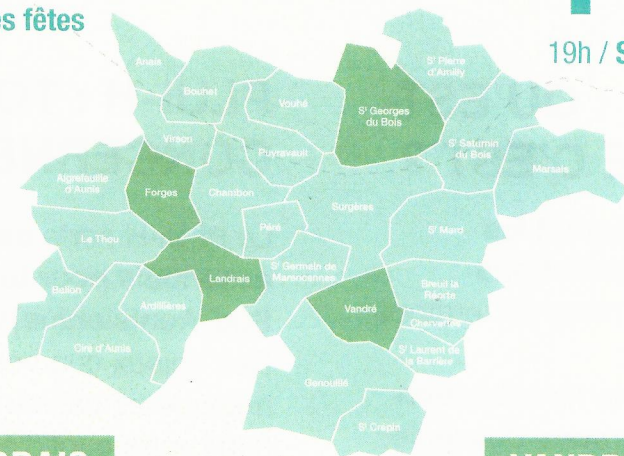 es fêtes
19h / S
Anais
Bouhet
Vouhé
St Georges
du Bois
St Pierre
d'Amilly
Virson
Puyravault
St Saturnin
du Bois
Marsais
Aigrefeuille
d'Aunis
Forges
Chambon
Surgères
Péré
St Mard
Le Thou
Landrais
St Germain de
Marencennes
Vandré
Breuil la
Réorte
Ballon
Ardillières
Chervettes
Ciré d'Aunis
St Laurent de
la Barrière
Genouillé
St Crépin